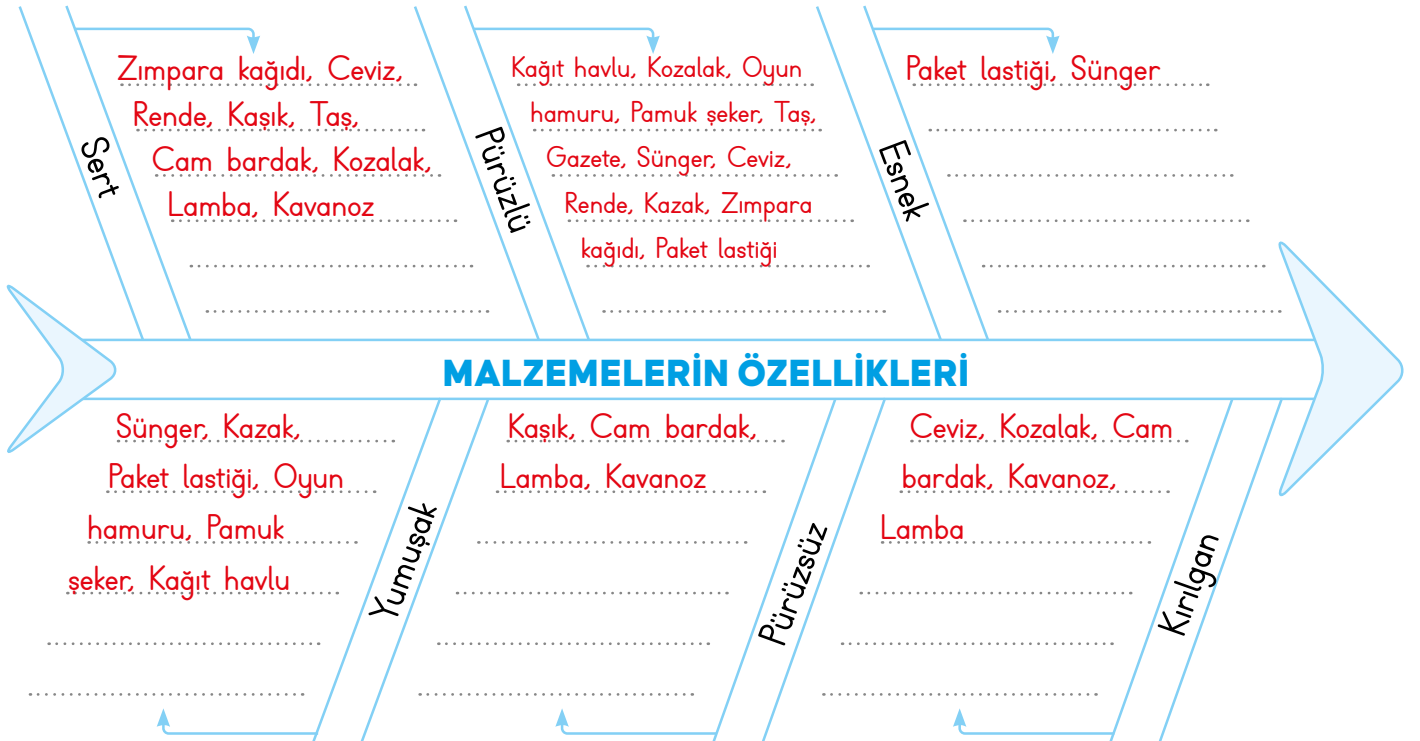 Sert
Zımpara kağıdı, Ceviz,
Rende, Kaşık, Taş,
Cam bardak, Kozalak,
Lamba, Kavanoz
Pürüzlü
Kağıt havlu, Kozalak, Oyun
hamuru, Pamuk şeker, Taş,
Gazete, Sünger, Ceviz,
Rende, Kazak, Zımpara
kağıdı, Paket lastiği
Esnek
Paket lastiği, Sünger
MALZEMELERİN ÖZELLİKLERİ
Sünger, Kazak,
Paket lastiği, Oyun
hamuru, Pamuk
şeker, Kağıt havlu
Yumuşak
Kaşık, Cam bardak,
Lamba, Kavanoz
Pürüzsüz
Ceviz, Kozalak, Cam
bardak, Kavanoz,
Lamba
Kırılgan